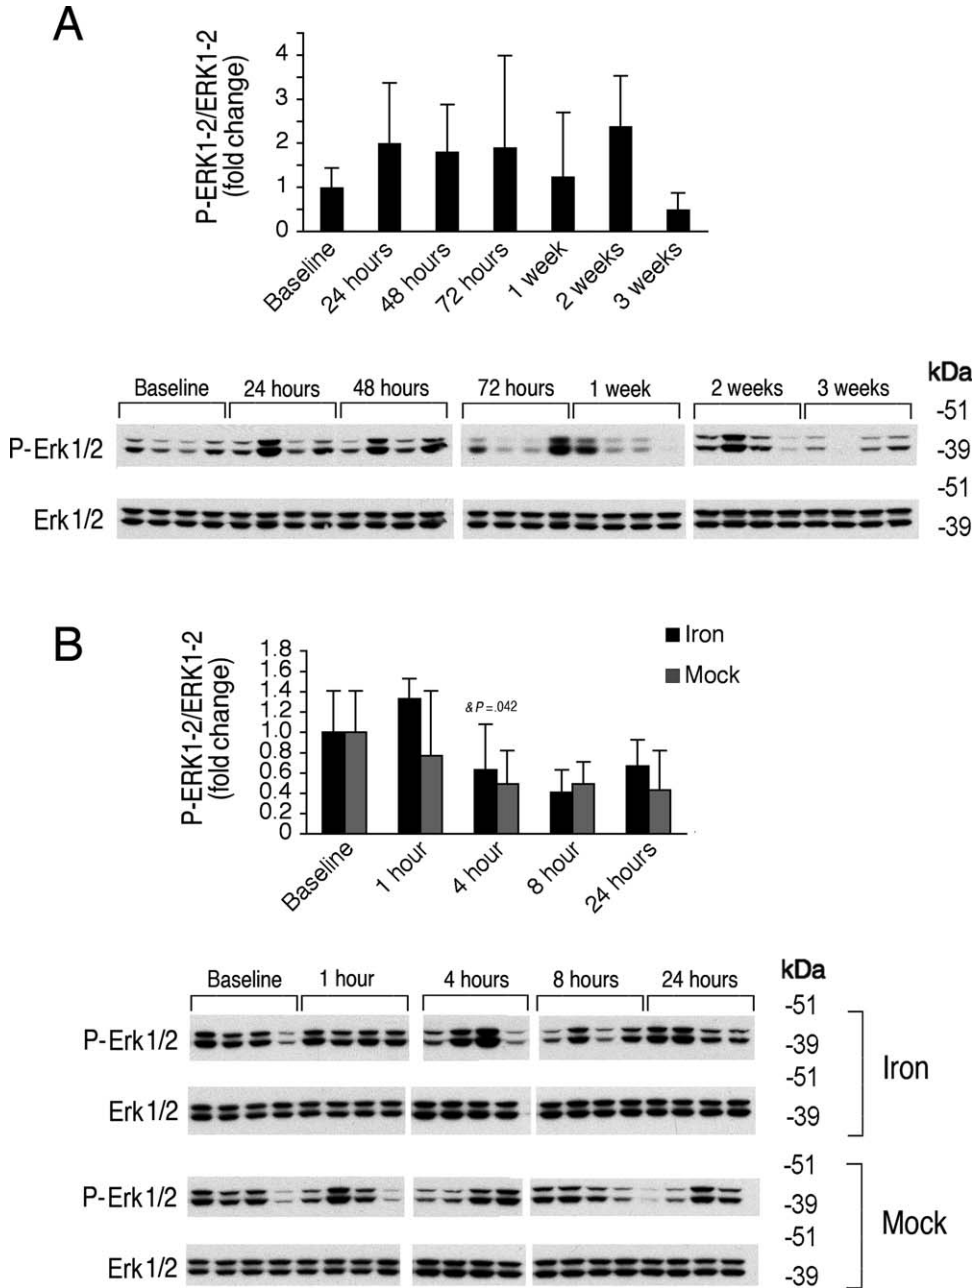 A
P-ERK1-2/ERK1-2
(fold change)
4
3
2
1
0
Baseline
24 hours
48 hours
72 hours
1 week
2 weeks
3 weeks
kDa
Baseline 24 hours 48 hours 72 hours 1 week 2 weeks 3 weeks
-51
P-Erk1/2 -39
-51
Erk1/2 -39
B
P-ERK1-2/ERK1-2
(fold change)
Iron
Mock
1.8
1.6
1.4
1.2
1.0
0.8
0.6
0.4
0.2
0
& P=.042
Baseline
1 hour
4 hour
8 hour
24 hours
kDa
Baseline 1 hour 4 hours 8 hours 24 hours
-51
P-Erk1/2 -39
-51
Erk1/2 -39
Iron
-51
P-Erk1/2 -39
-51
Erk1/2 -39
Mock